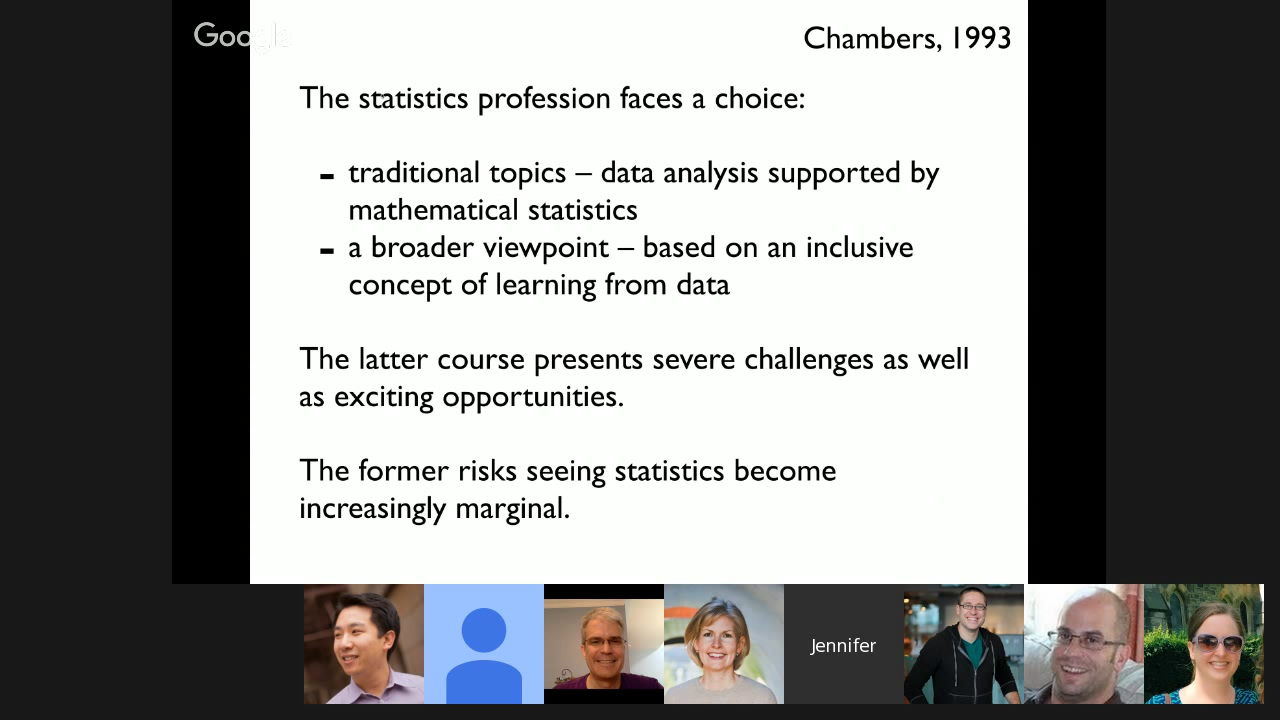 Google
Chambers, 1993
The statistics profession faces a choice:
- traditional topics – data analysis supported by
mathematical statistics
- a broader viewpoint – based on an inclusive
concept of learning from data
The latter course presents severe challenges as well
as exciting opportunities.
The former risks seeing statistics become
increasingly marginal.
Jennifer